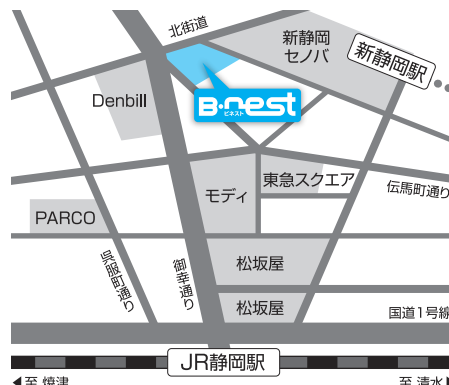 北街道
新静岡
セノバ
新静岡駅
Denbill
B・nest
ビネスト
東急スクエア
モディ
伝馬町通り
PARCO
呉服町通り
御幸通り
松坂屋
松坂屋
国道1号線
JR静岡駅
◀至 焼津
至 清水